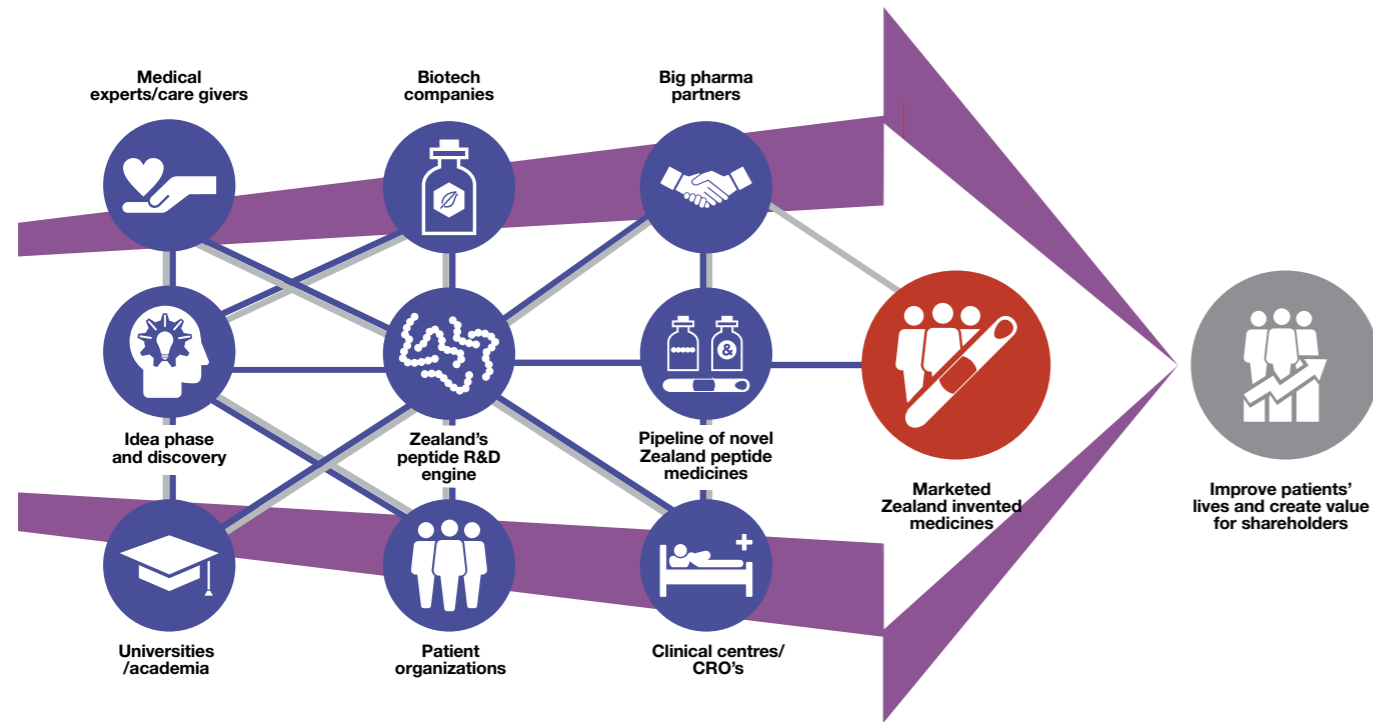 Medical
experts/care givers
Biotech
companies
Big pharma
partners
&
Idea phase
and discovery
Zealand's
peptide R&D
engine
Pipeline of novel
Zealand peptide
medicines
Marketed
Zealand invented
medicines
Improve patients'
lives and create value
for shareholders
Universities
/academia
Patient
organizations
Clinical centres/
CRO's